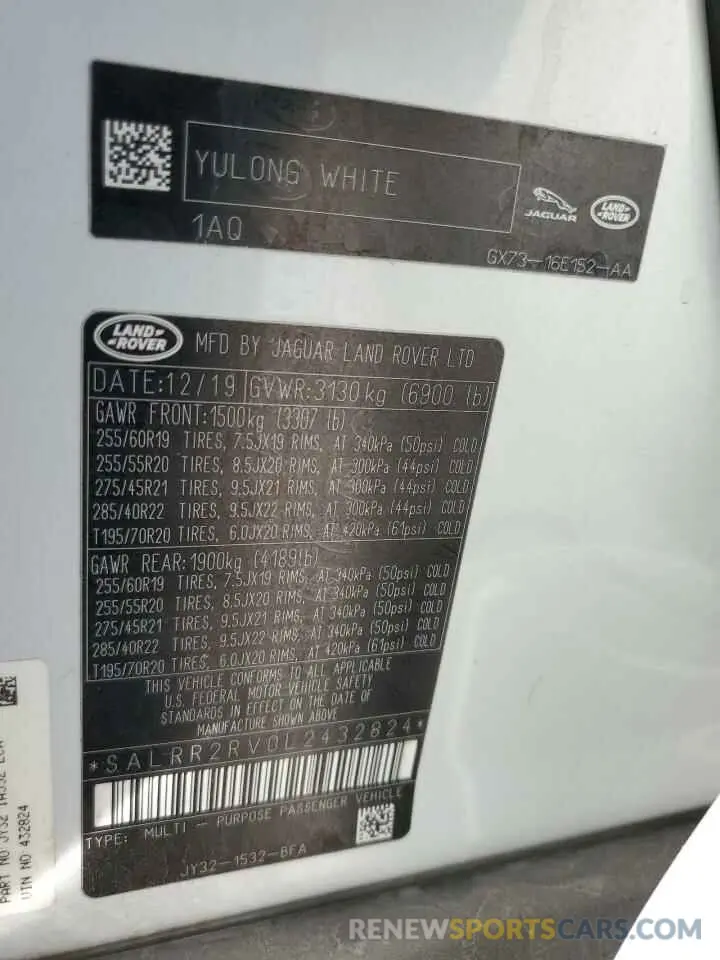 YULONG WHITE
1AQ
JAGUAR
LAND ROVER
GX73-16E152-AA
LAND ROVER
MFD BY JAGUAR LAND ROVER LTD
DATE:12/19 GVWR:3130kg (6900 lb)
GAWR FRONT:1500kg (3307 lb)
255/60R19 TIRES, 7.5JX19 RIMS, AT 340kPa (50psi) COLD
255/55R20 TIRES, 8.5JX20 RIMS, AT 300kPa (44psi) COLD
275/45R21 TIRES, 9.5JX21 RIMS, AT 300kPa (44psi) COLD
285/40R22 TIRES, 9.5JX22 RIMS, AT 300kPa (44psi) COLD
T195/70R20 TIRES, 6.0JX20 RIMS, AT 420kPa (61psi) COLD
GAWR REAR:1900kg (4189lb)
255/60R19 TIRES, 7.5JX19 RIMS, AT 340kPa (50psi) COLD
255/55R20 TIRES, 8.5JX20 RIMS, AT 340kPa (50psi) COLD
275/45R21 TIRES, 9.5JX21 RIMS, AT 340kPa (50psi) COLD
285/40R22 TIRES, 9.5JX22 RIMS, AT 340kPa (50psi) COLD
T195/70R20 TIRES, 6.0JX20 RIMS, AT 420kPa (61psi) COLD
THIS VEHICLE CONFORMS TO ALL APPLICABLE
U.S. FEDERAL MOTOR VEHICLE SAFETY
STANDARDS IN EFFECT ON THE DATE OF
MANUFACTURE SHOWN ABOVE
*SALRR2RV0L2432824*
TYPE: MULTI - PURPOSE PASSENGER VEHICLE
JY32-1532-BFA
PART NO JY32
VIN NO 432824
RENEWSPORTSCARS.COM